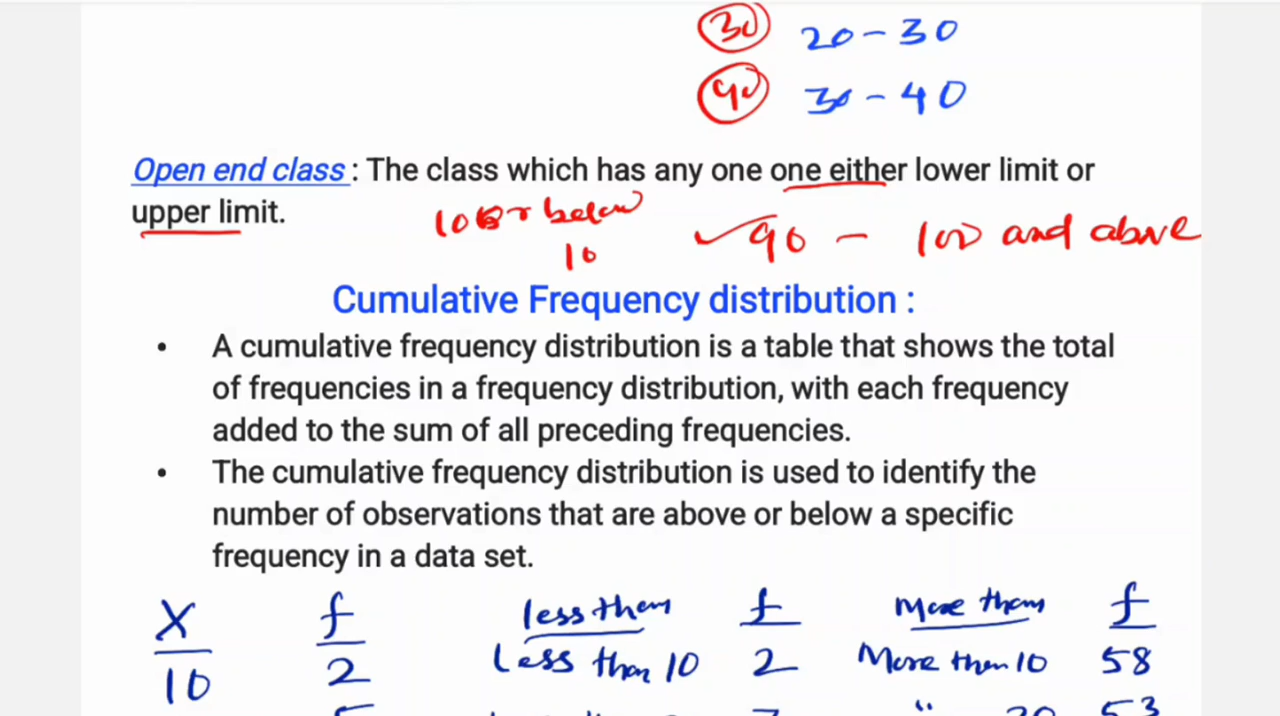 30 20-30
40 30-40
Open end class : The class which has any one one either lower limit or
upper limit.
10 or below
10
90 - 100 and above
Cumulative Frequency distribution :
• A cumulative frequency distribution is a table that shows the total
of frequencies in a frequency distribution, with each frequency
added to the sum of all preceding frequencies.
• The cumulative frequency distribution is used to identify the
number of observations that are above or below a specific
frequency in a data set.
X f less than f More than f
10 2 Less than 10 2 More than 10 58
5 7 " 20 53